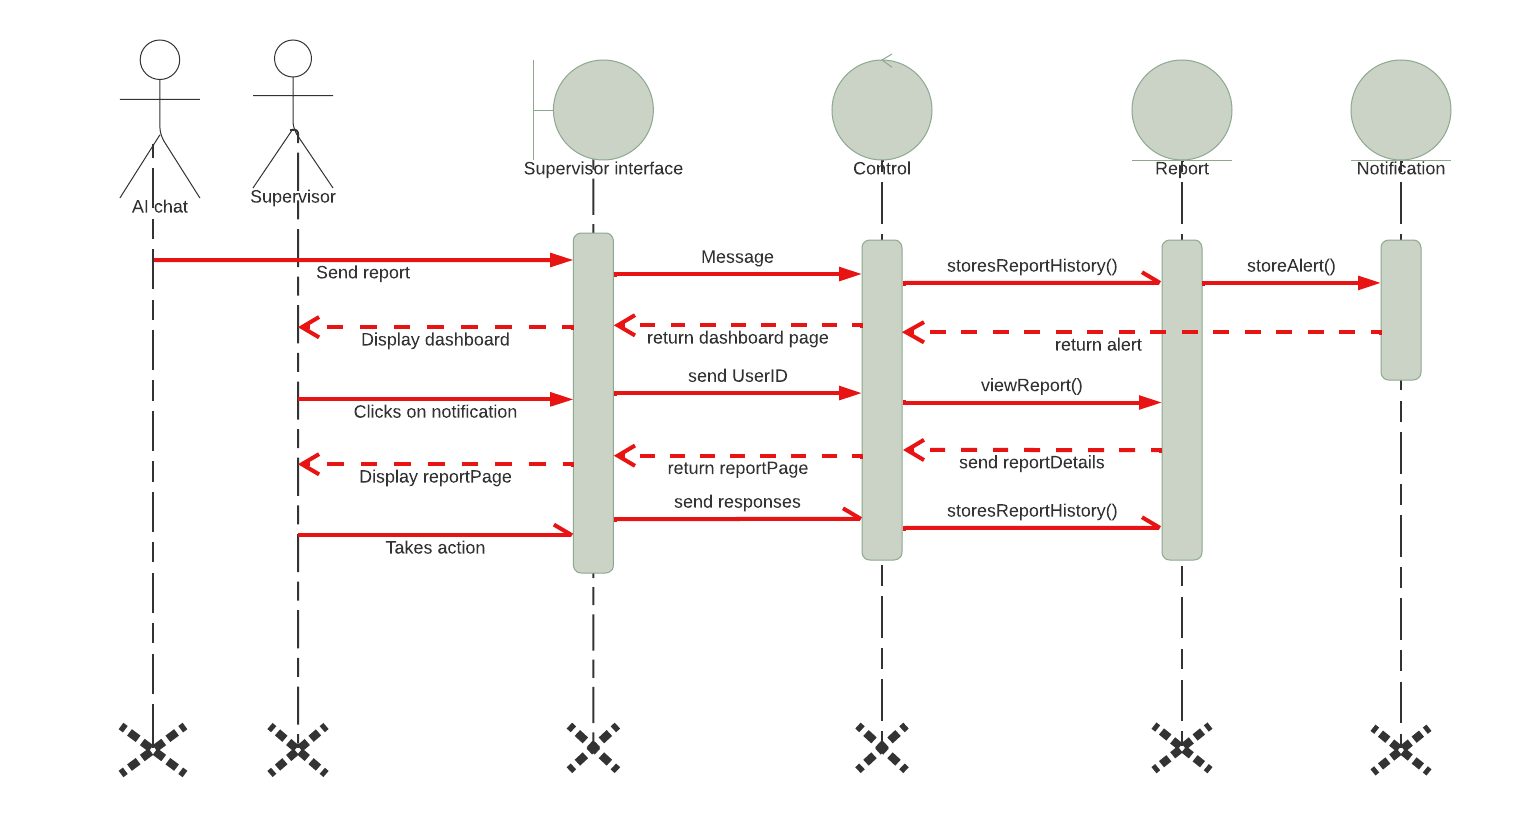 AI chat
Supervisor
Supervisor interface
Control
Report
Notification
Send report
Message
storesReportHistory()
storeAlert()
Display dashboard
return dashboard page
return alert
send UserID
viewReport()
Clicks on notification
Display reportPage
return reportPage
send reportDetails
send responses
storesReportHistory()
Takes action